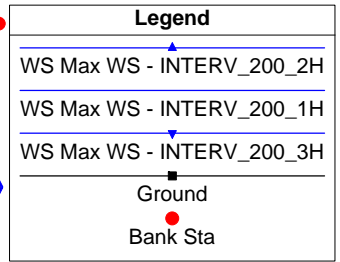 Legend
WS Max WS - INTERV_200_2H
WS Max WS - INTERV_200_1H
WS Max WS - INTERV_200_3H
Ground
Bank Sta